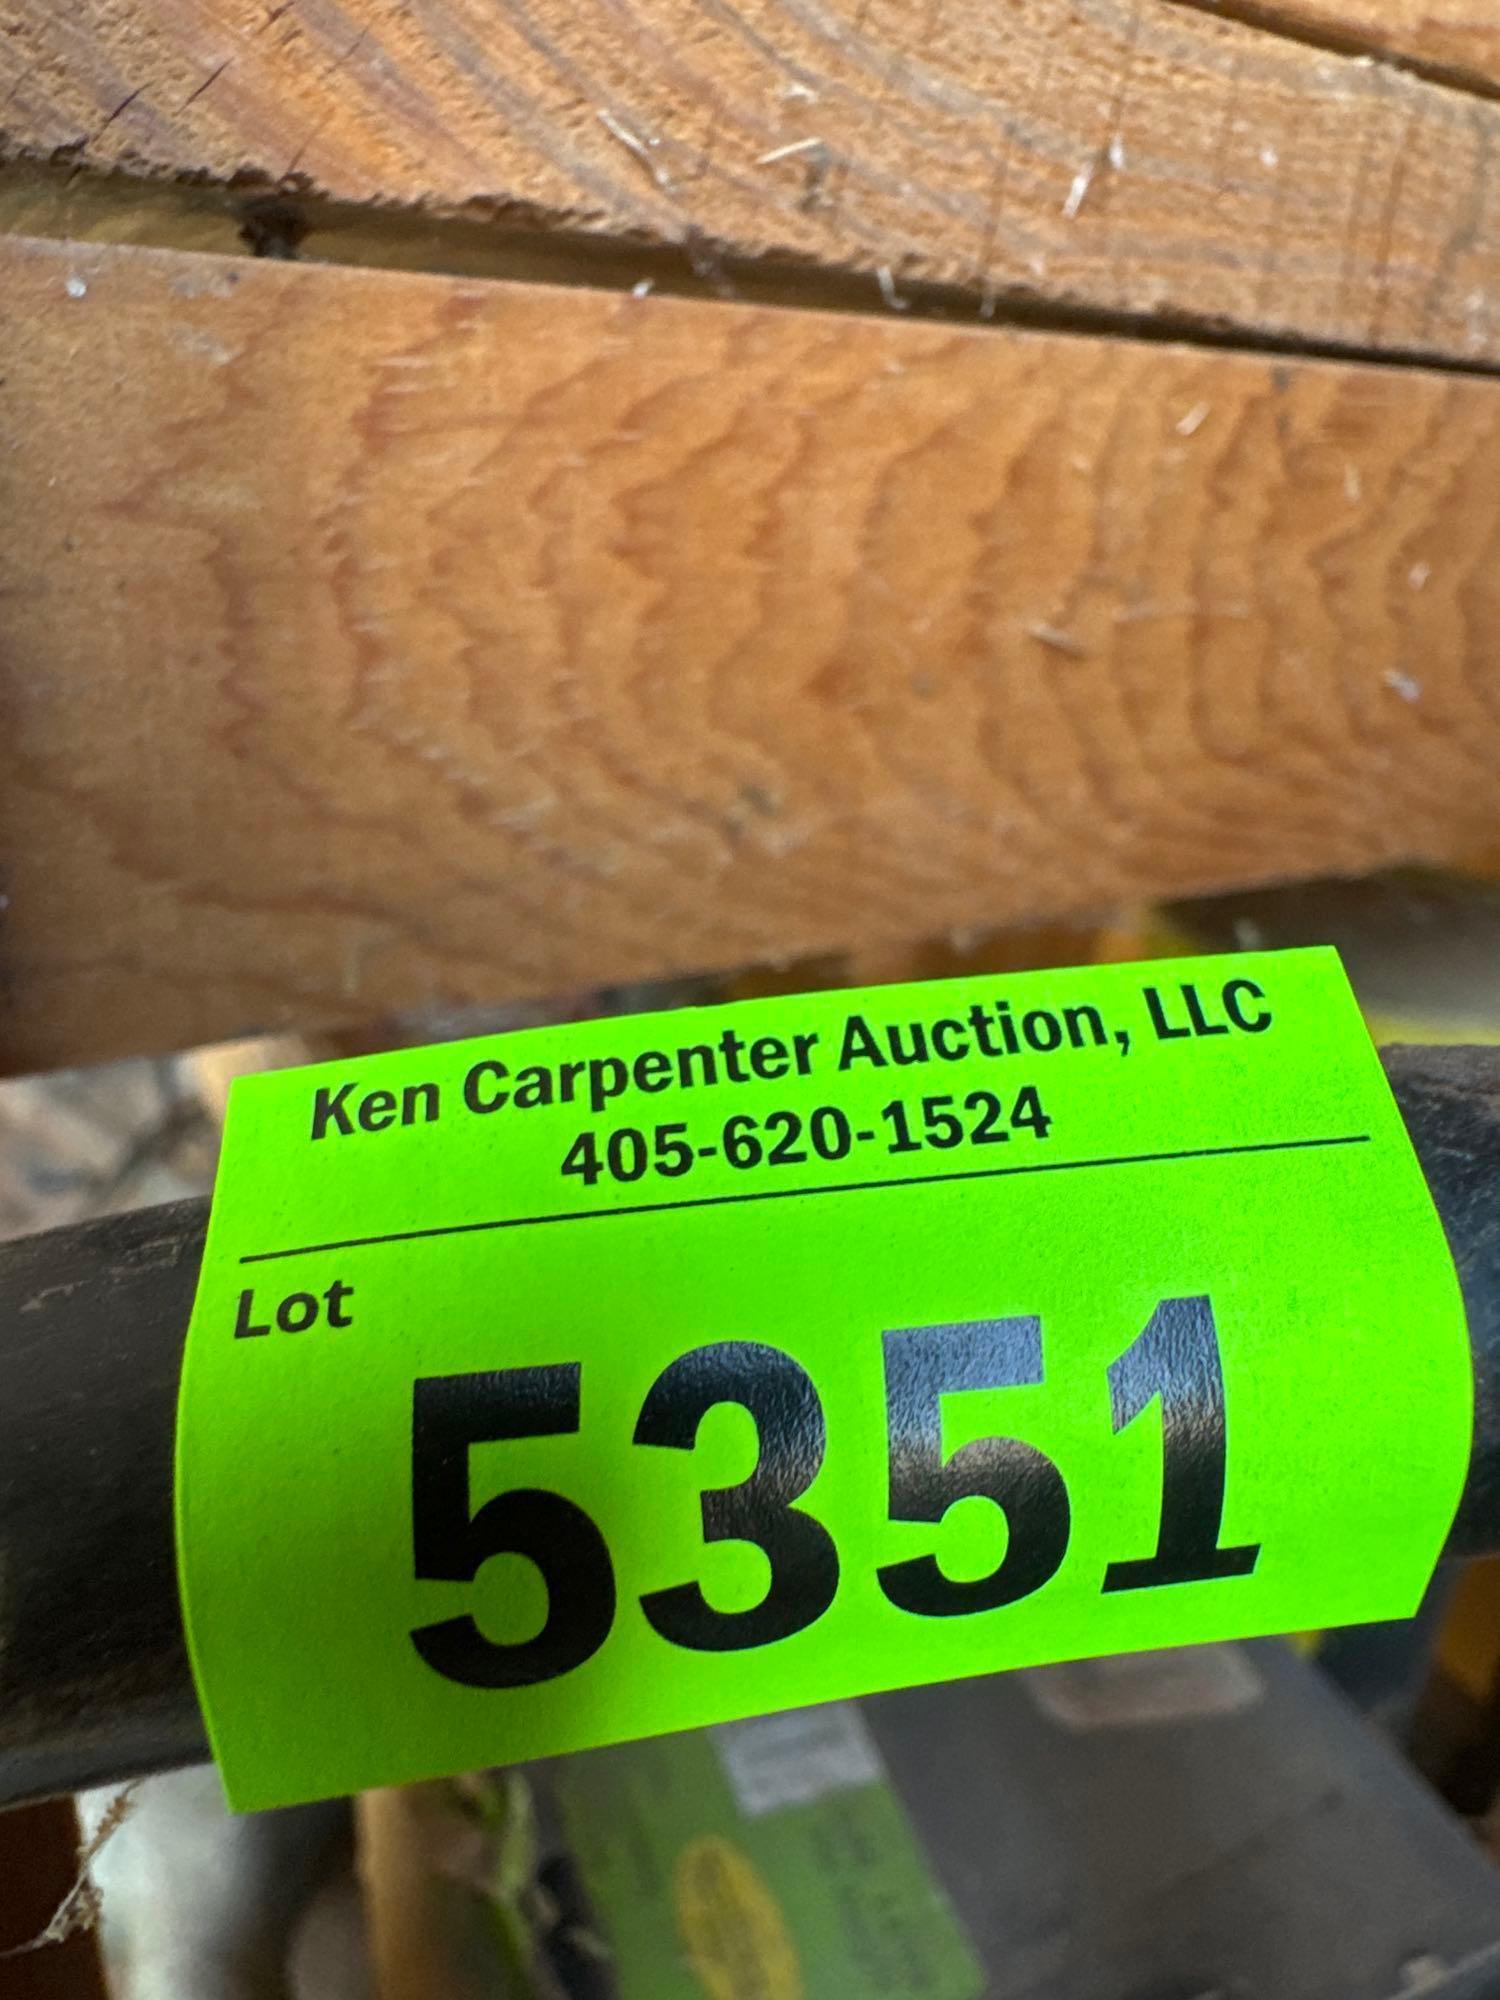 Ken Carpenter Auction, LLC
405-620-1524
Lot
5351